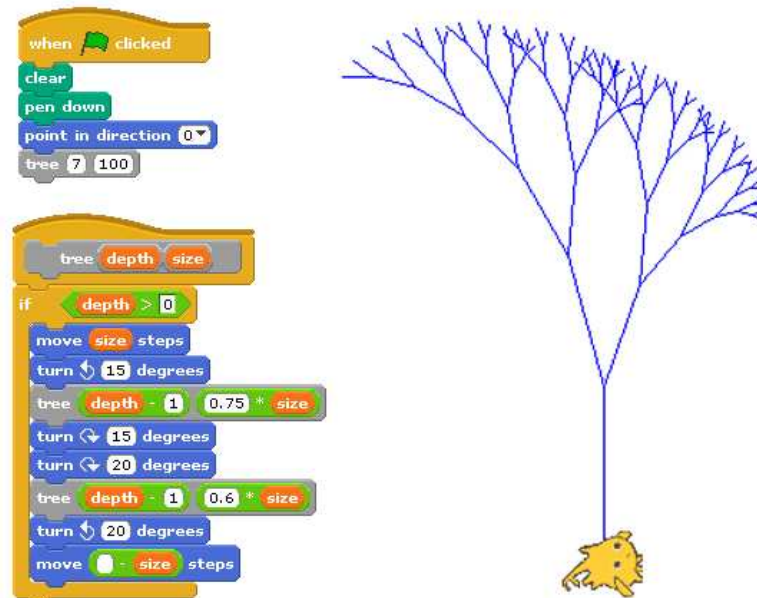 when clicked
clear
pen down
point in direction 0
tree 7 100
tree depth size
if depth > 0
move size steps
turn 15 degrees
tree depth - 1 0.75 * size
turn 15 degrees
turn 20 degrees
tree depth - 1 0.6 * size
turn 20 degrees
move - size steps